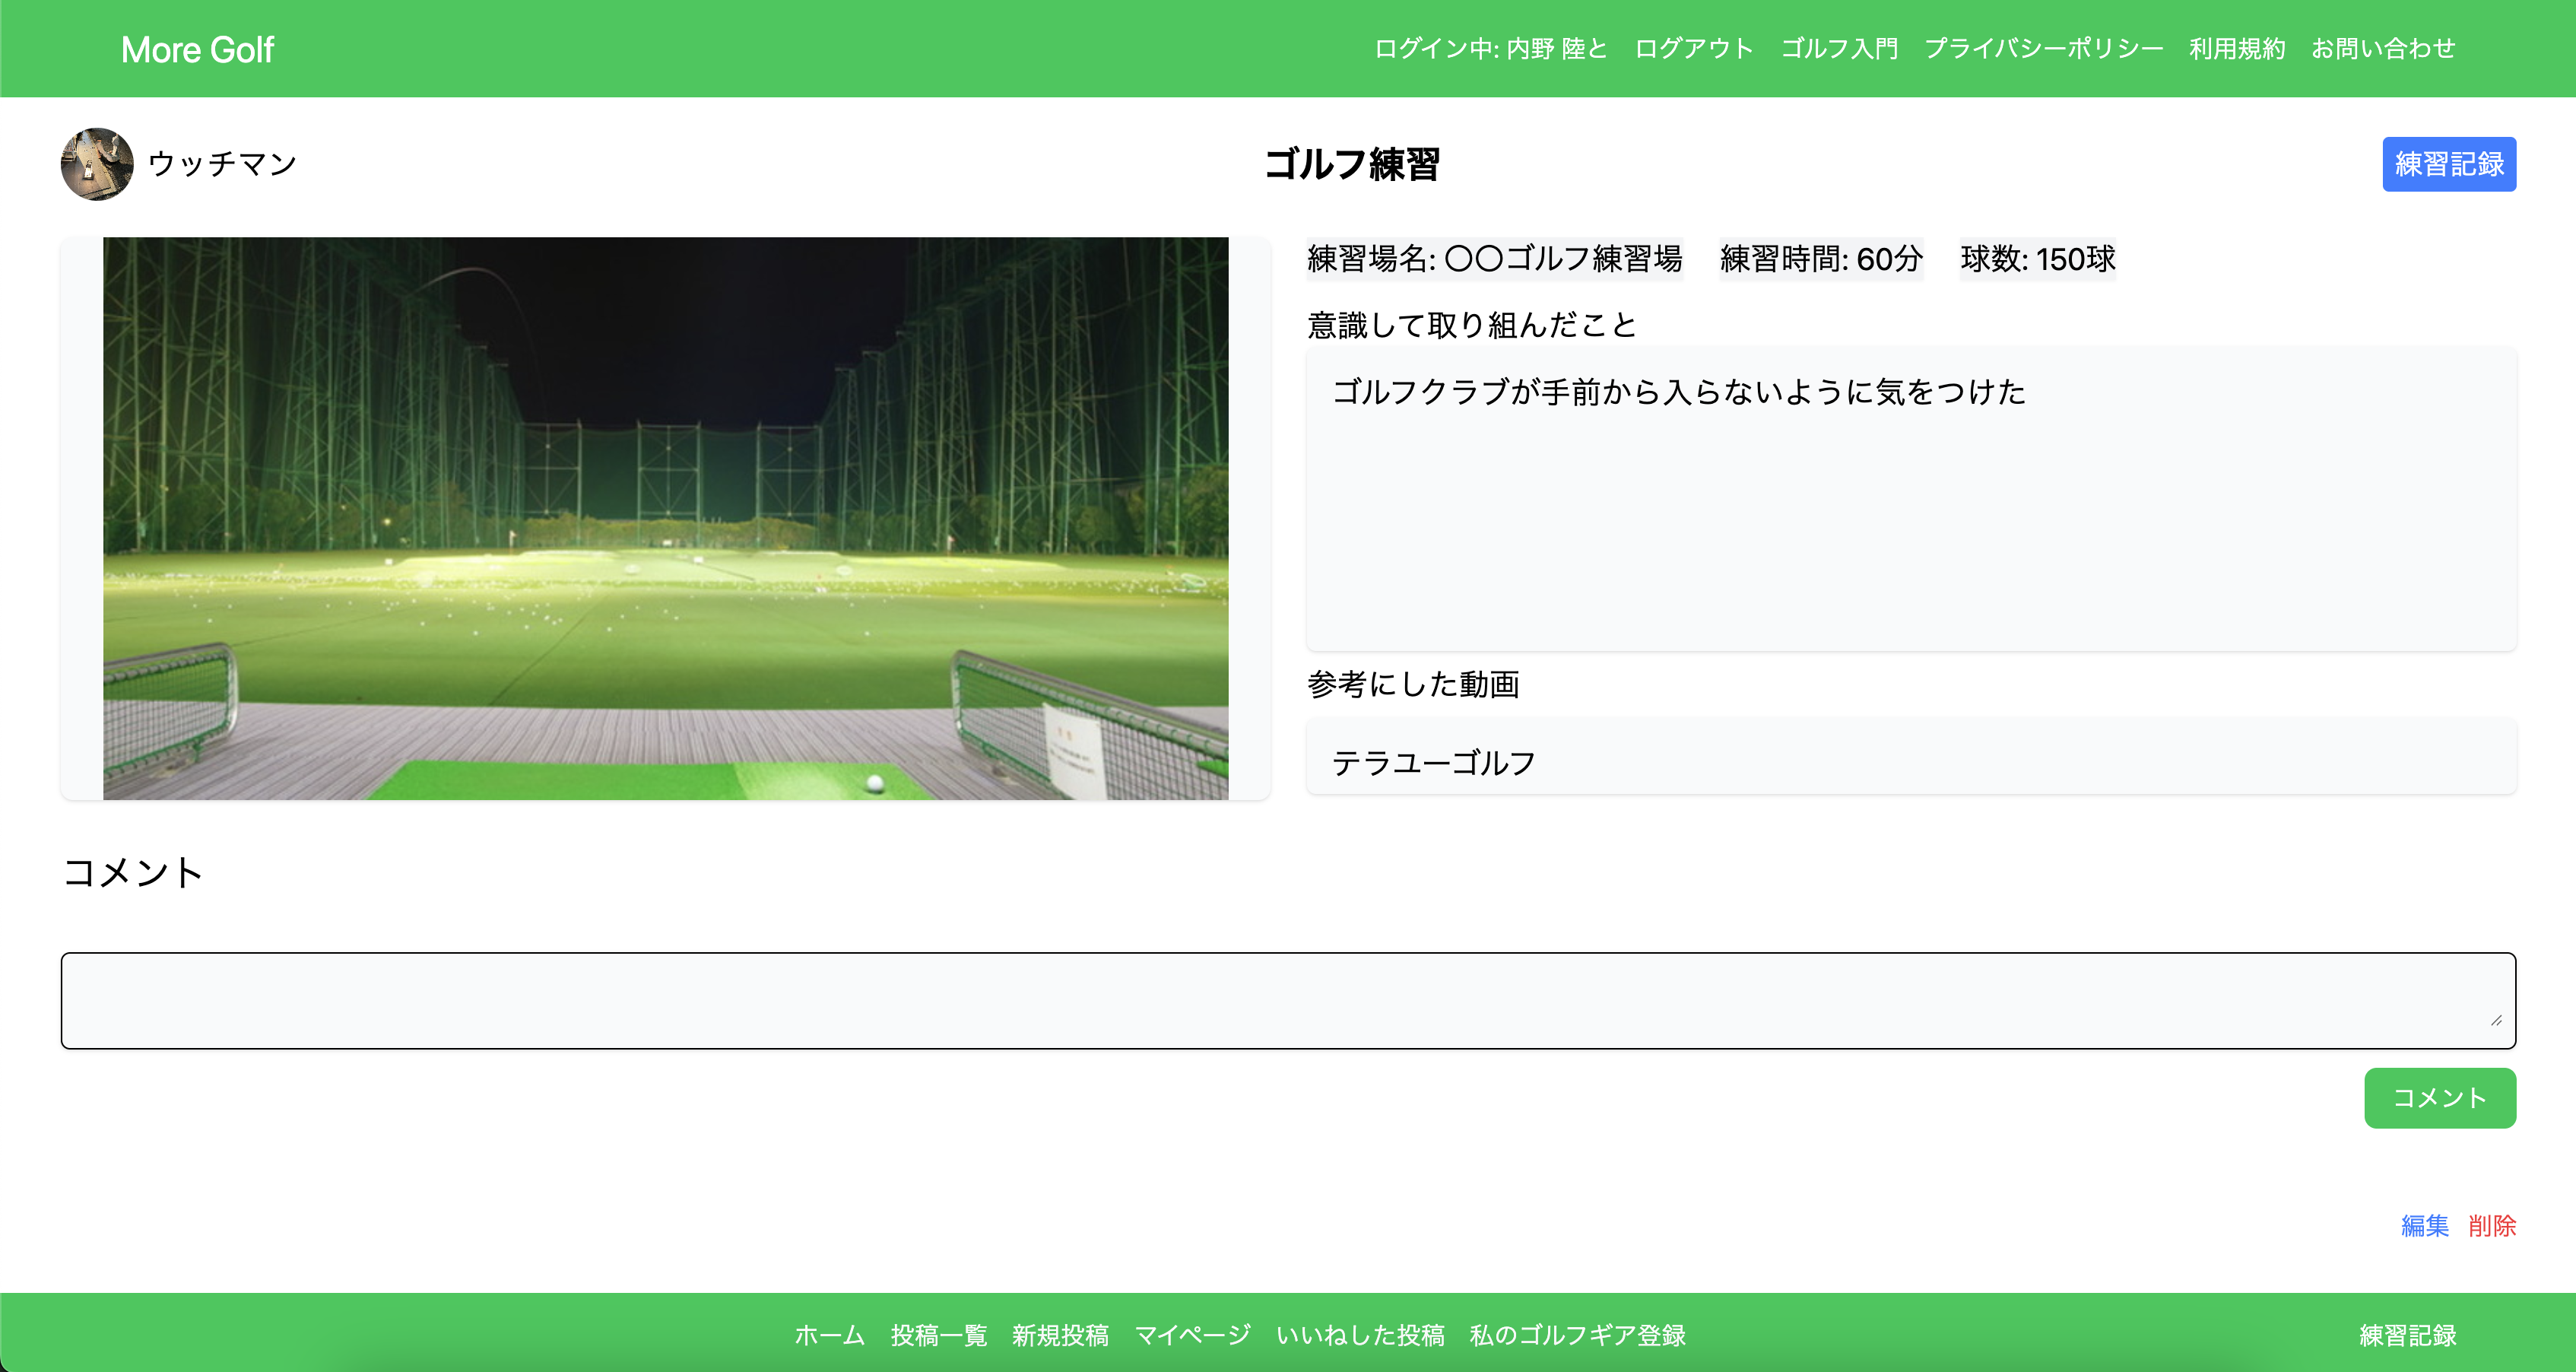 More Golf
ログイン中: 内野 陸と ログアウト ゴルフ入門 プライバシーポリシー 利用規約 お問い合わせ
ウッチマン
ゴルフ練習
練習記録
練習場名: 〇〇ゴルフ練習場 練習時間: 60分 球数: 150球
意識して取り組んだこと
ゴルフクラブが手前から入らないように気をつけた
参考にした動画
テラユーゴルフ
コメント
コメント
編集 削除
ホーム 投稿一覧 新規投稿 マイページ いいねした投稿 私のゴルフギア登録 練習記録